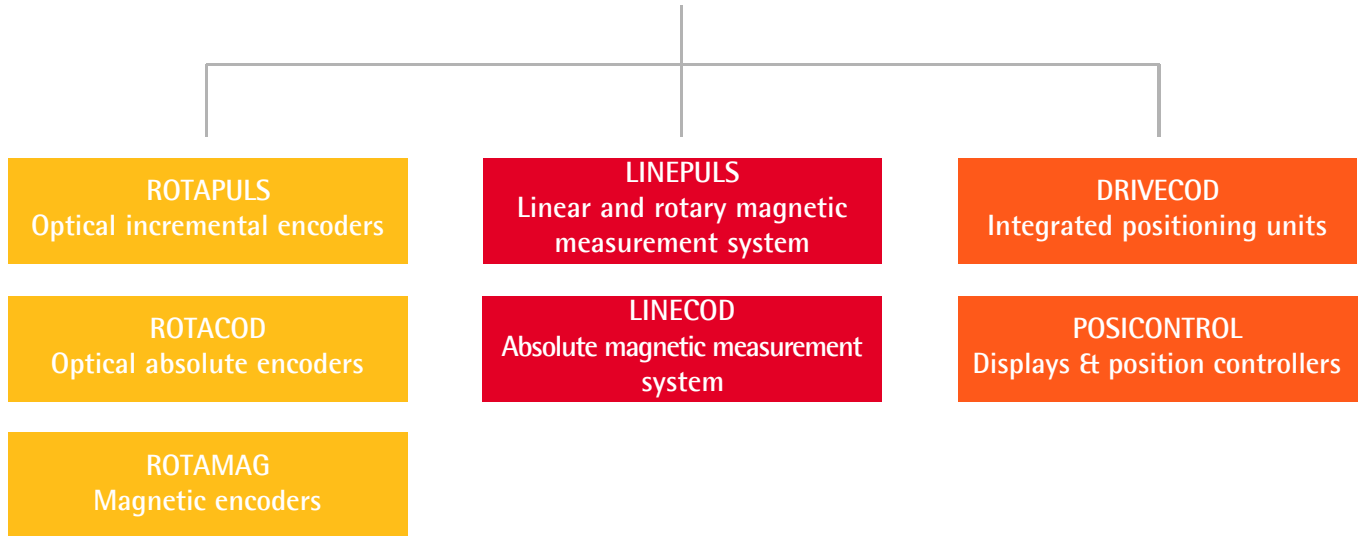 ROTAPULS
Optical incremental encoders
ROTACOD
Optical absolute encoders
ROTAMAG
Magnetic encoders
LINEPULS
Linear and rotary magnetic
measurement system
LINECOD
Absolute magnetic measurement
system
DRIVECOD
Integrated positioning units
POSICONTROL
Displays & position controllers